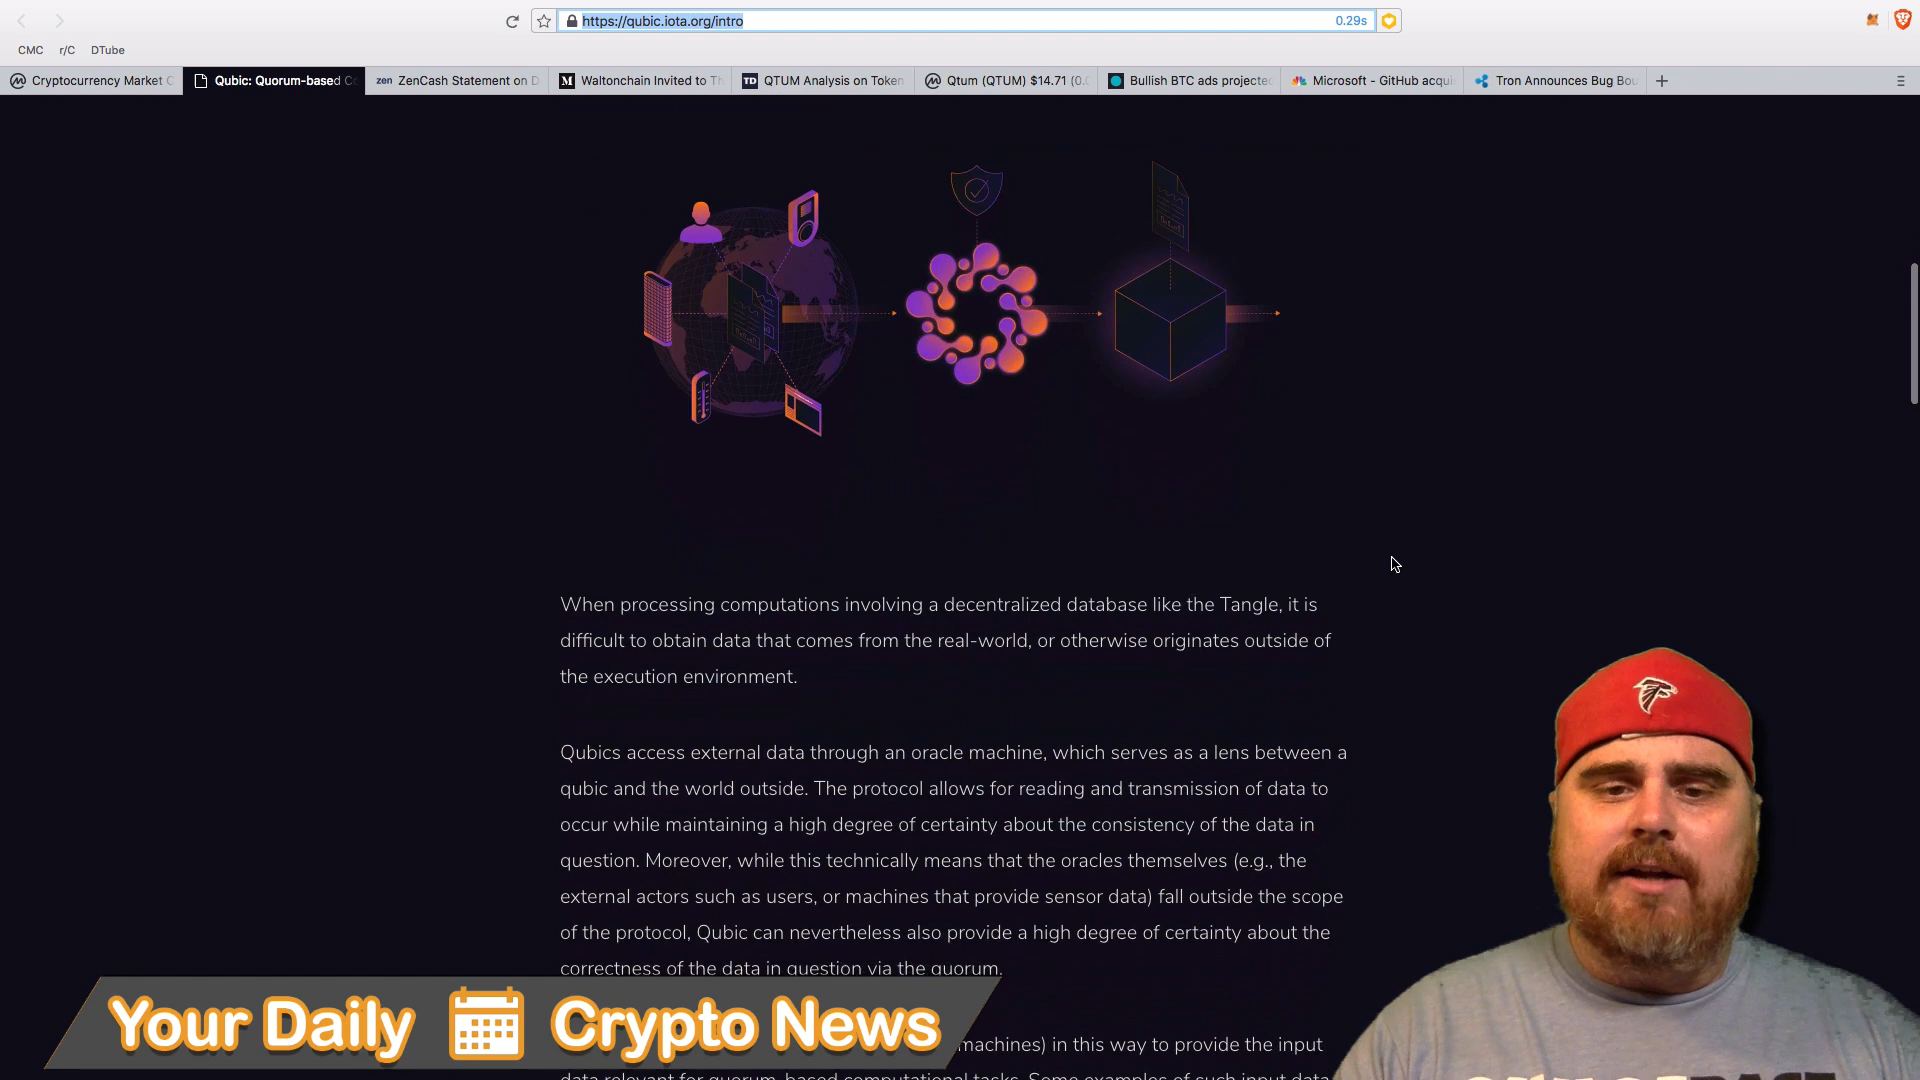 https://qubic.iota.org/intro
0.29s
CMC r/C DTube
Cryptocurrency Market C
Qubic: Quorum-based Co
zen ZenCash Statement on D
M Waltonchain Invited to Th
TD QTUM Analysis on Token
Qtum (QTUM) $14.71 (0.0
Bullish BTC ads projected
Microsoft - GitHub acqui
Tron Announces Bug Bou
When processing computations involving a decentralized database like the Tangle, it is
difficult to obtain data that comes from the real-world, or otherwise originates outside of
the execution environment.
Qubics access external data through an oracle machine, which serves as a lens between a
qubic and the world outside. The protocol allows for reading and transmission of data to
occur while maintaining a high degree of certainty about the consistency of the data in
question. Moreover, while this technically means that the oracles themselves (e.g., the
external actors such as users, or machines that provide sensor data) fall outside the scope
of the protocol, Qubic can nevertheless also provide a high degree of certainty about the
correctness of the data in question via the quorum.
machines) in this way to provide the input
data relevant for quorum-based computational tasks. Some examples of such input data
Your Daily Crypto News